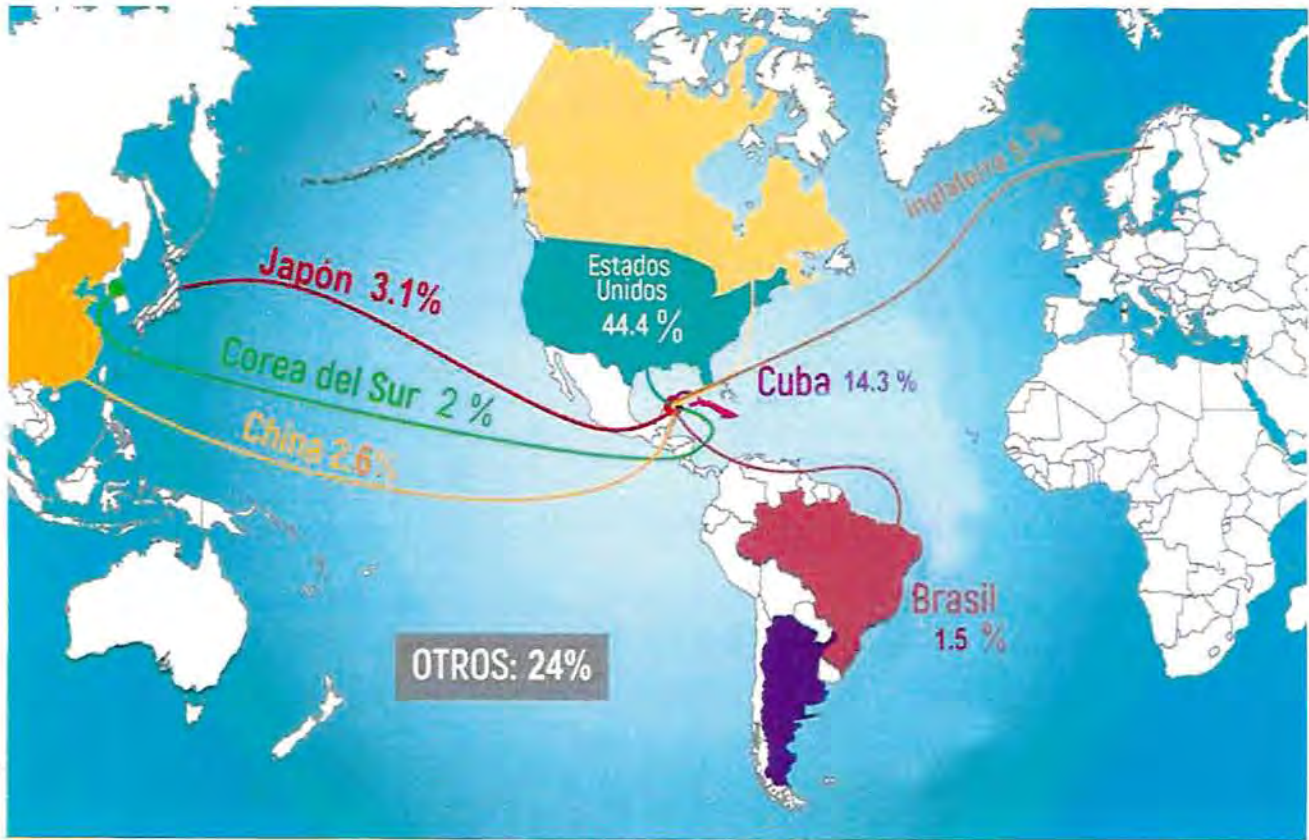 Inglaterra
Japón 3.1%
Estados
Unidos
44.4 %
Corea del Sur 2 %
Cuba 14.3 %
China 2.6%
Brasil
1.5 %
OTROS: 24%